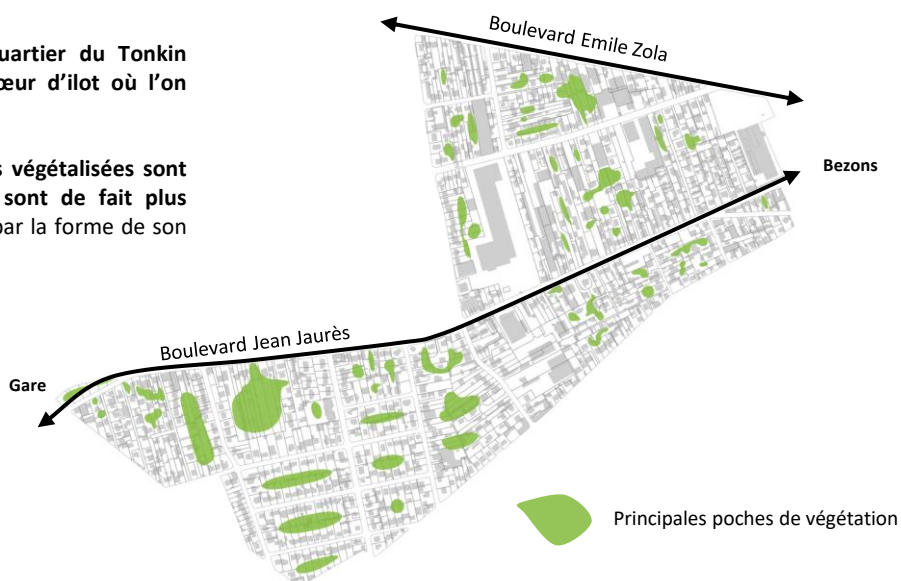 uartier du Tonkin
œur d'ilot où l'on
s végétalisées sont
sont de fait plus
par la forme de son
Boulevard Emile Zola
Bezons
Boulevard Jean Jaurès
Gare
Principales poches de végétation